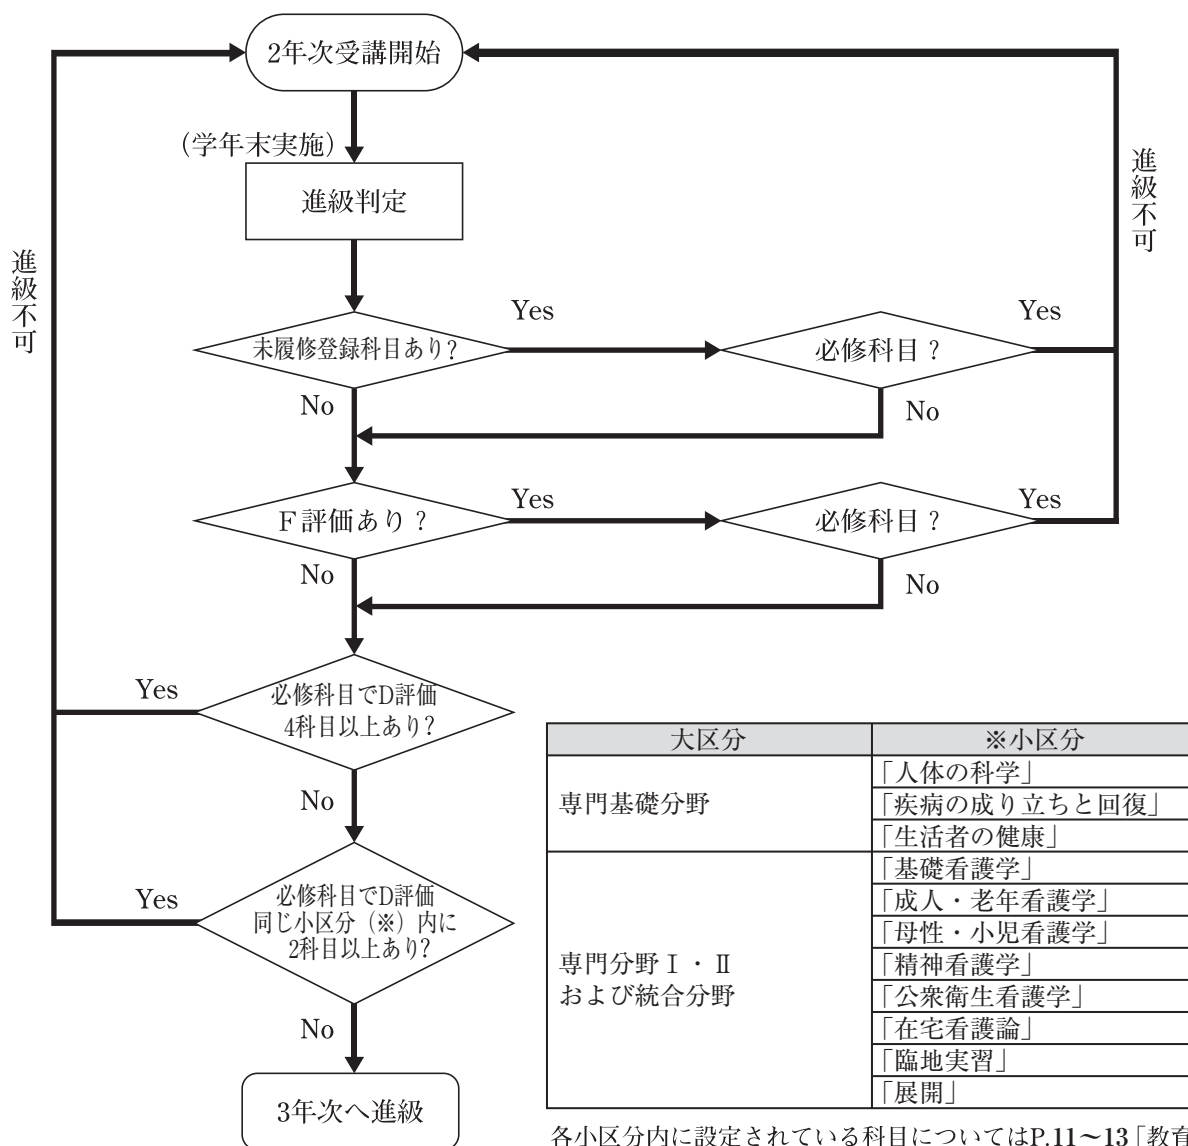 2年次受講開始
(学年末実施)
進級判定
進級不可
進級不可
未履修登録科目あり?
Yes
必修科目?
Yes
No
No
F評価あり?
Yes
必修科目?
Yes
No
No
必修科目でD評価
4科目以上あり?
Yes
No
必修科目でD評価
同じ小区分(※)内に
2科目以上あり?
Yes
No
3年次へ進級
大区分 ※小区分
専門基礎分野
「人体の科学」
「疾病の成り立ちと回復」
「生活者の健康」
専門分野Ⅰ・Ⅱ
および統合分野
「基礎看護学」
「成人・老年看護学」
「母性・小児看護学」
「精神看護学」
「公衆衛生看護学」
「在宅看護論」
「臨地実習」
「展開」
各小区分内に設定されている科目についてはP.11~13「教育